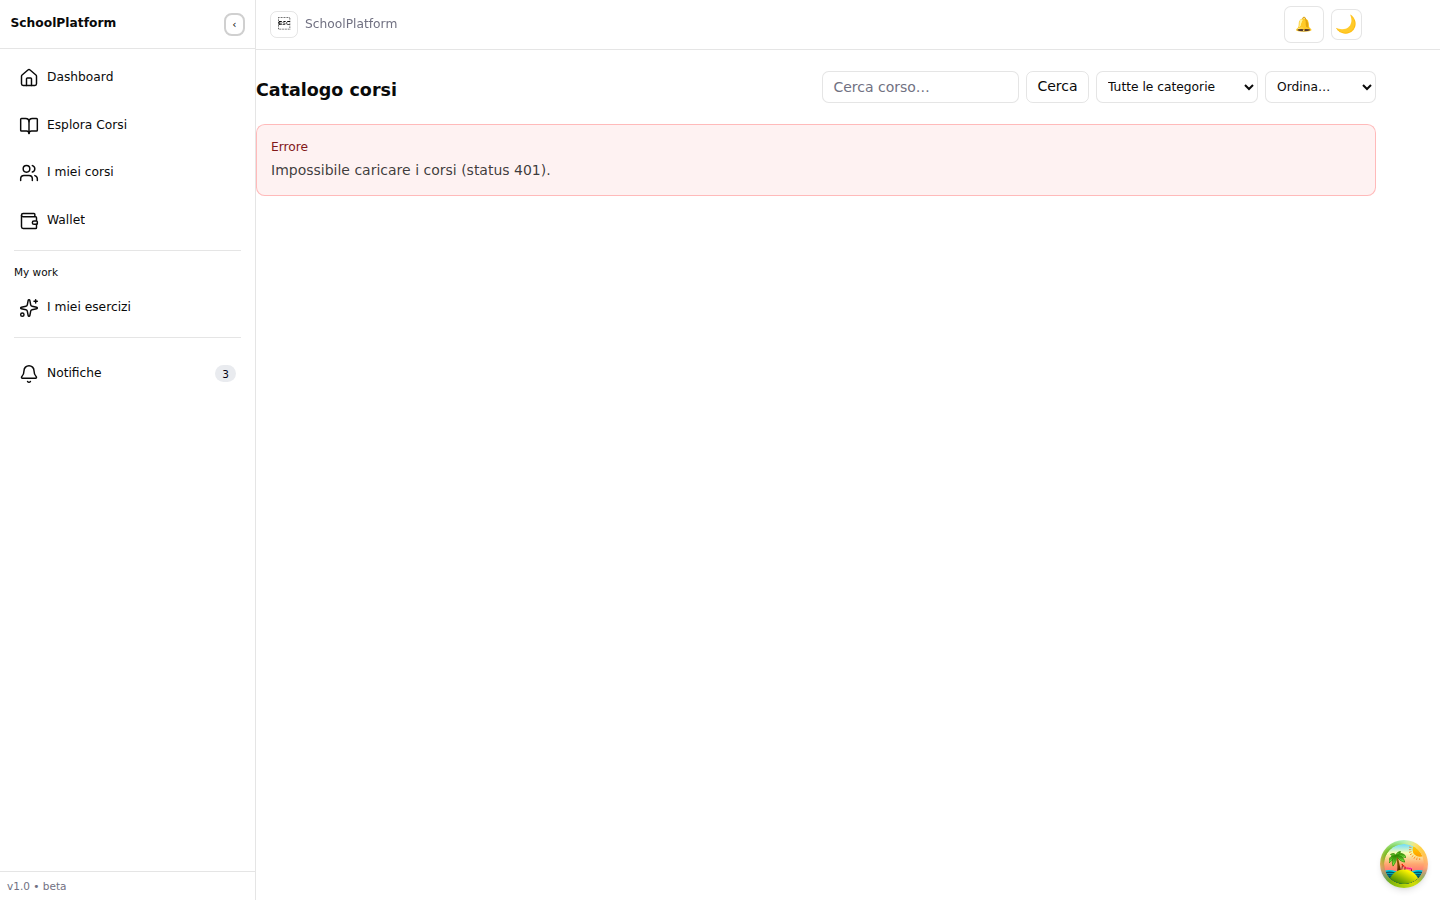 SchoolPlatform
‹
SchoolPlatform
Dashboard
Esplora Corsi
I miei corsi
Wallet
My work
I miei esercizi
Notifiche 3
v1.0 • beta
Catalogo corsi
Cerca corso…
Cerca
Tutte le categorie
Ordina…
Errore
Impossibile caricare i corsi (status 401).